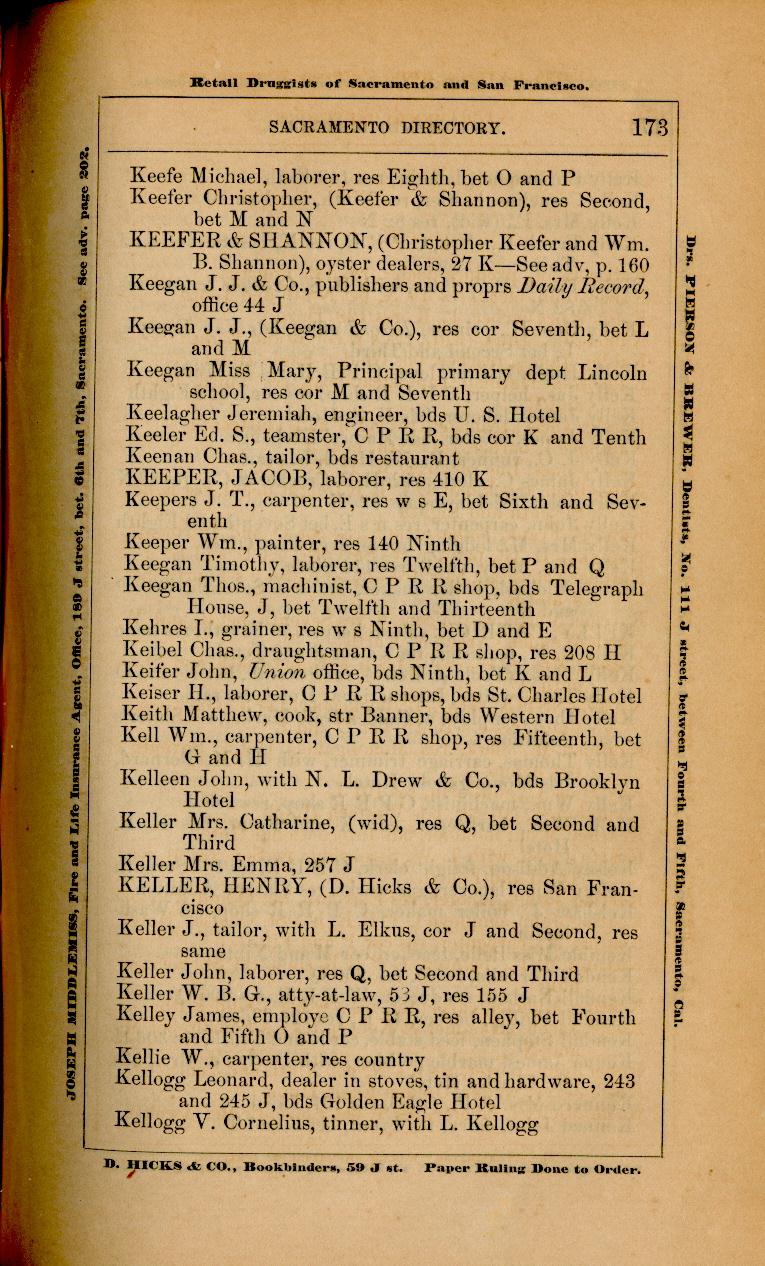 Retail Druggists of Sacramento and San Francisco.
SACRAMENTO DIRECTORY. 173
Keefe Michael, laborer, res Eighth, bet O and P
Keefer Christopher, (Keefer & Shannon), res Second,
bet M and N
KEEFER & SHANNON, (Christopher Keefer and Wm.
B. Shannon), oyster dealers, 27 K—See adv, p. 160
Keegan J. J. & Co., publishers and proprs Daily Record,
office 44 J
Keegan J. J., (Keegan & Co.), res cor Seventh, bet L
and M
Keegan Miss Mary, Principal primary dept Lincoln
school, res cor M and Seventh
Keelagher Jeremiah, engineer, bds U. S. Hotel
Keeler Ed. S., teamster, C P R R, bds cor K and Tenth
Keenan Chas., tailor, bds restaurant
KEEPER, JACOB, laborer, res 410 K
Keepers J. T., carpenter, res w s E, bet Sixth and Sev-
enth
Keeper Wm., painter, res 140 Ninth
Keegan Timothy, laborer, res Twelfth, bet P and Q
Keegan Thos., machinist, C P R R shop, bds Telegraph
House, J, bet Twelfth and Thirteenth
Kehres I., grainer, res w s Ninth, bet D and E
Keibel Chas., draughtsman, C P R R shop, res 208 H
Keifer John, Union office, bds Ninth, bet K and L
Keiser H., laborer, C P R R shops, bds St. Charles Hotel
Keith Matthew, cook, str Banner, bds Western Hotel
Kell Wm., carpenter, C P R R shop, res Fifteenth, bet
G and H
Kelleen John, with N. L. Drew & Co., bds Brooklyn
Hotel
Keller Mrs. Catharine, (wid), res Q, bet Second and
Third
Keller Mrs. Emma, 257 J
KELLER, HENRY, (D. Hicks & Co.), res San Fran-
cisco
Keller J., tailor, with L. Elkus, cor J and Second, res
same
Keller John, laborer, res Q, bet Second and Third
Keller W. B. G., atty-at-law, 53 J, res 155 J
Kelley James, employe C P R R, res alley, bet Fourth
and Fifth O and P
Kellie W., carpenter, res country
Kellogg Leonard, dealer in stoves, tin and hardware, 243
and 245 J, bds Golden Eagle Hotel
Kellogg V. Cornelius, tinner, with L. Kellogg
D. HICKS & CO., Bookbinders, 59 J st. Paper Ruling Done to Order.
JOSEPH MIDDLEMISS, Fire and Life Insurance Agent, Office, 189 J street, bet. 6th and 7th, Sacramento. See adv. page 202.
Drs. PIERSON & BREWER, Dentists, No. 111 J street, between Fourth and Fifth, Sacramento, Cal.